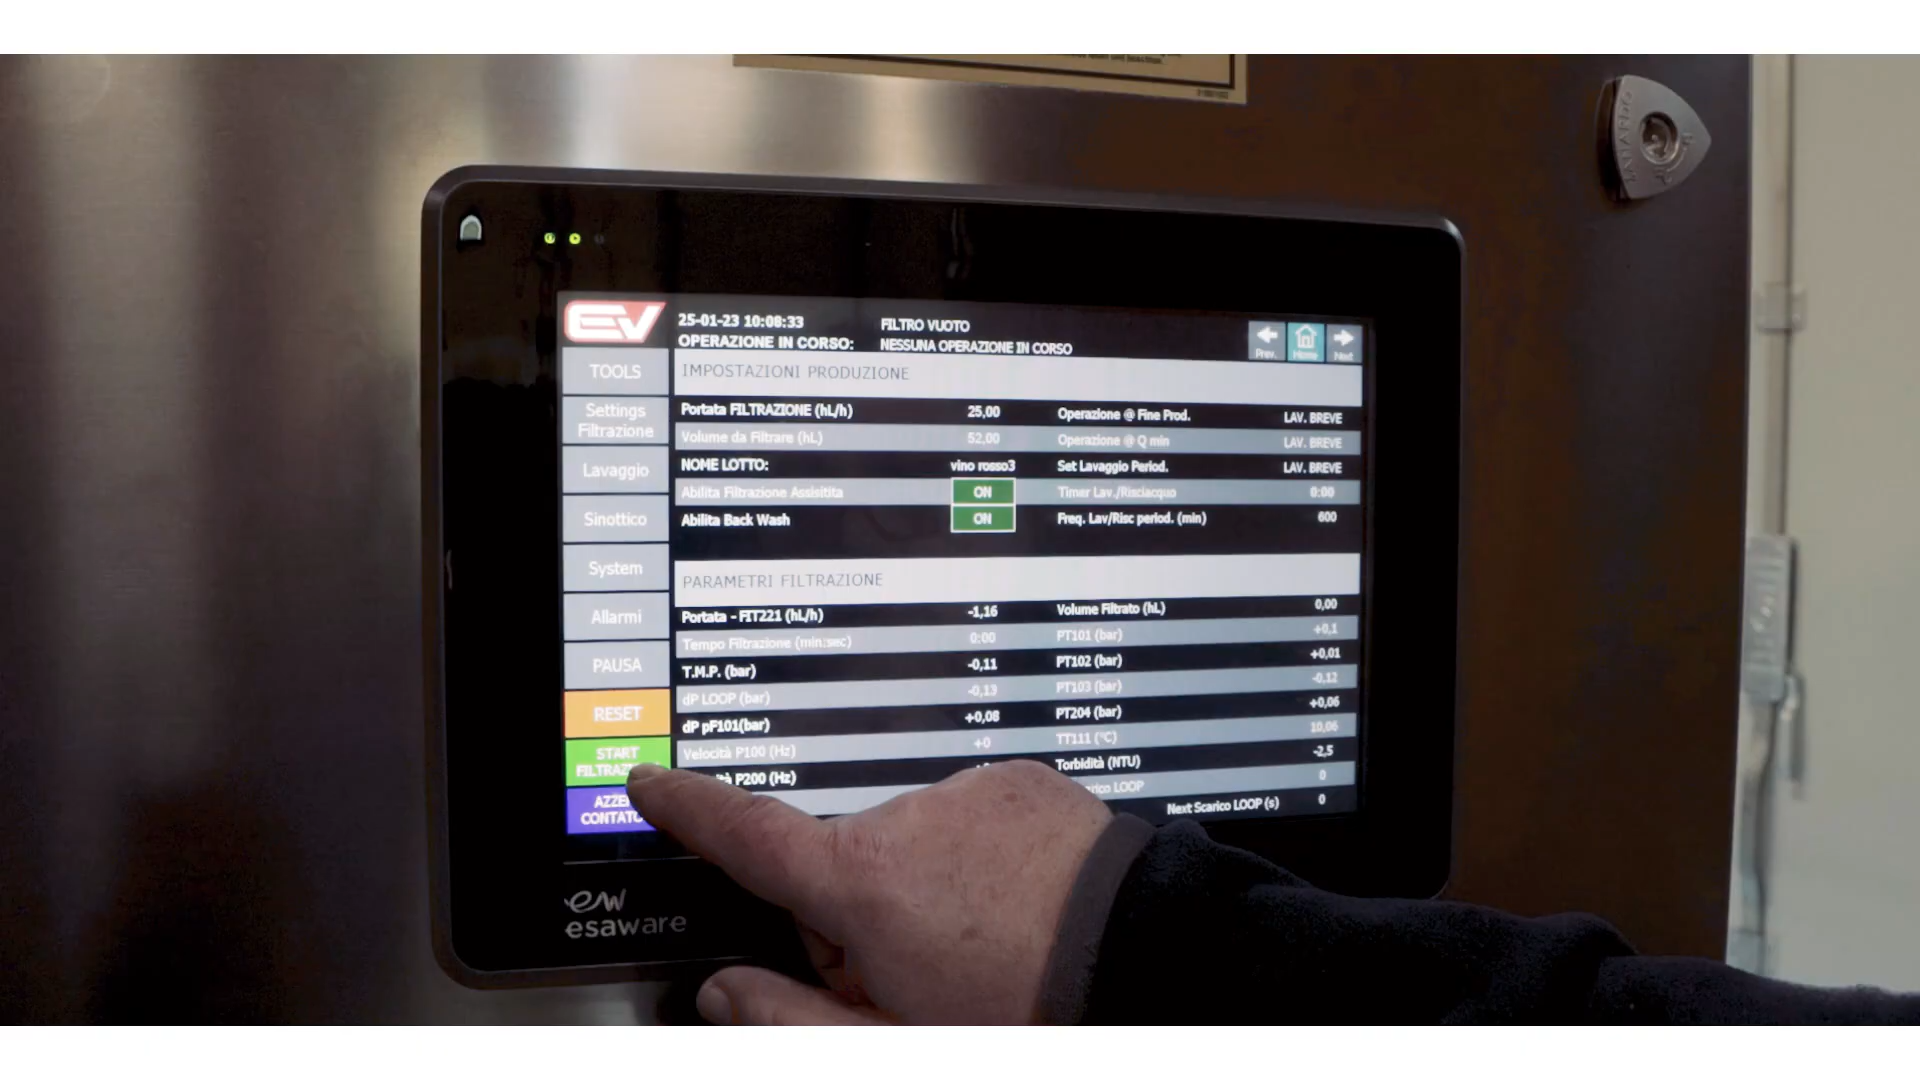 EV
25-01-23 10:08:33
FILTRO VUOTO
OPERAZIONE IN CORSO:
NESSUNA OPERAZIONE IN CORSO
Prev.
Home
Next
TOOLS
Settings
Filtrazione
Lavaggio
Sinottico
System
Allarmi
PAUSA
RESET
START
AZZE
CONTATO
IMPOSTAZIONI PRODUZIONE
Portata FILTRAZIONE (hL/h) 25,00 Operazione @ Fine Prod. LAV. BREVE
Volume da Filtrare (hL) 52,00 Operazione @ Q min LAV. BREVE
NOME LOTTO: vino rosso3 Set Lavaggio Period. LAV. BREVE
Abilita Filtrazione Assisitita ON Timer Lav./Risciacquo 0:00
Abilita Back Wash ON Freq. Lav/Risc period. (min) 600
PARAMETRI FILTRAZIONE
Portata - FIT221 (hL/h) -1,16 Volume Filtrato (hL) 0,00
Tempo Filtrazione (min:sec) 0:00 PT101 (bar) +0,1
T.M.P. (bar) -0,11 PT102 (bar) +0,01
dP LOOP (bar) -0,13 PT103 (bar) -0,12
dP pF101(bar) +0,08 PT204 (bar) +0,06
Velocità P100 (Hz) +0 TT111 (°C) 10,06
P200 (Hz) Torbidità (NTU) -2,5
LOOP 0
Next Scarico LOOP (s) 0
ew
esaware